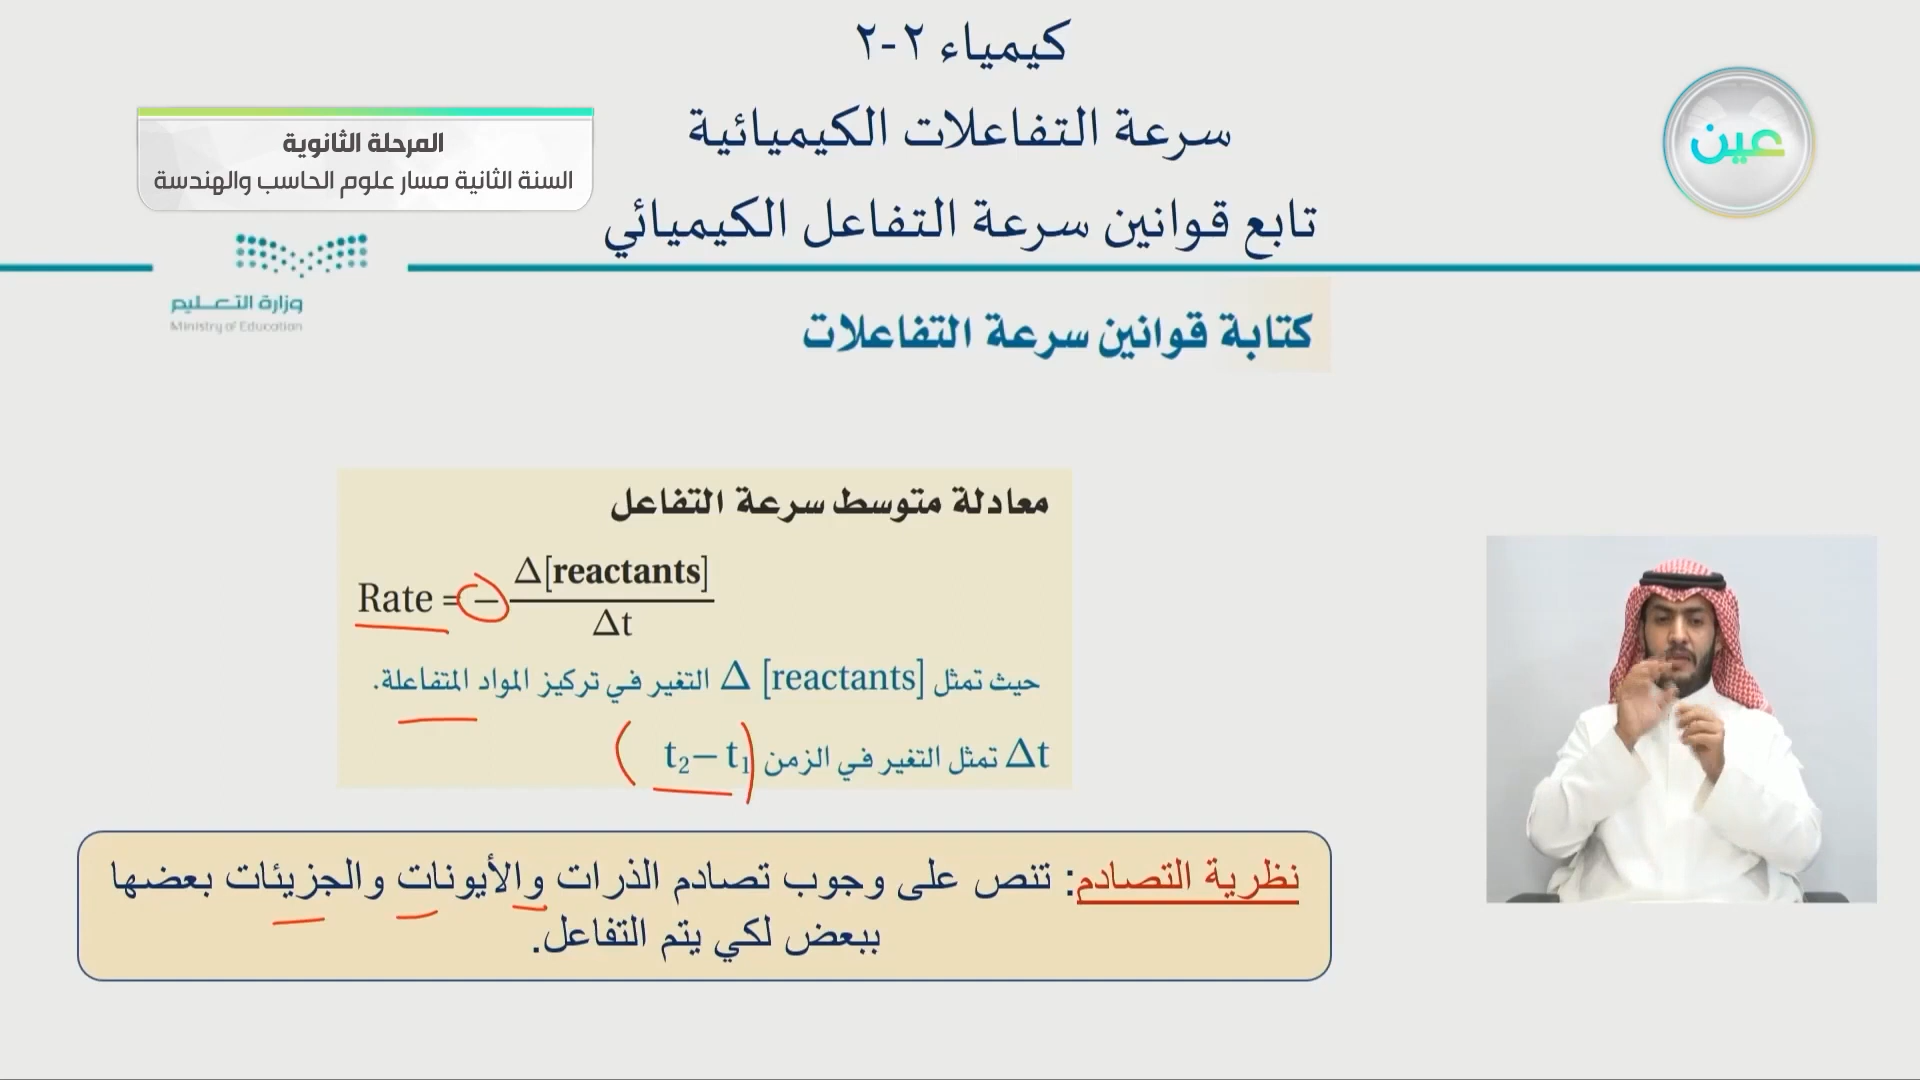 كيمياء ٢-٢
سرعة التفاعلات الكيميائية
تابع قوانين سرعة التفاعل الكيميائي
عين
المرحلة الثانوية
السنة الثانية مسار علوم الحاسب والهندسة
وزارة التعليم
Ministry of Education
كتابة قوانين سرعة التفاعلات
معادلة متوسط سرعة التفاعل
Rate = − Δ[reactants] / Δt
حيث تمثل Δ [reactants] التغير في تركيز المواد المتفاعلة.
Δt تمثل التغير في الزمن t₂ − t₁
نظرية التصادم: تنص على وجوب تصادم الذرات والأيونات والجزيئات بعضها
ببعض لكي يتم التفاعل.